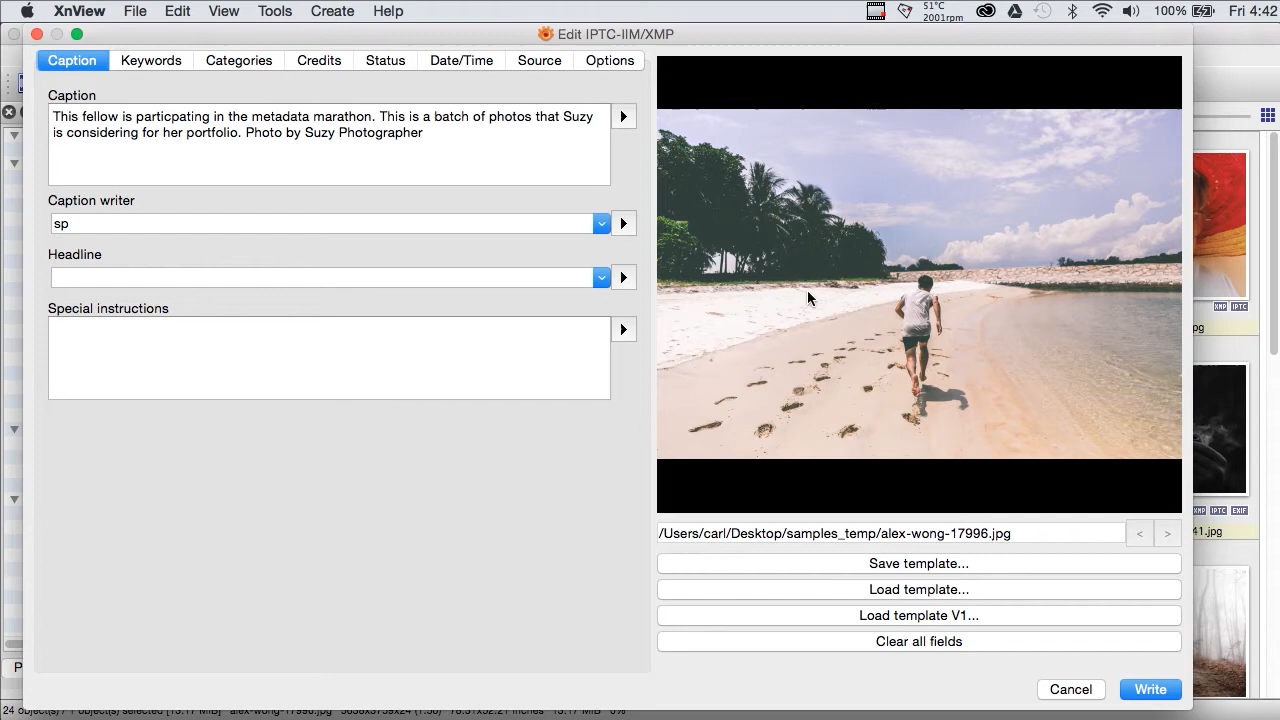 XnView File Edit View Tools Create Help 51°C 2001rpm 100% Fri 4:42
Edit IPTC-IIM/XMP
Caption Keywords Categories Credits Status Date/Time Source Options
Caption
This fellow is particpating in the metadata marathon. This is a batch of photos that Suzy
is considering for her portfolio. Photo by Suzy Photographer
Caption writer
sp
Headline
Special instructions
XMP IPTC
pg
XMP IPTC EXIF
41.jpg
/Users/carl/Desktop/samples_temp/alex-wong-17996.jpg < >
Save template...
Load template...
Load template V1...
Clear all fields
P
Cancel Write